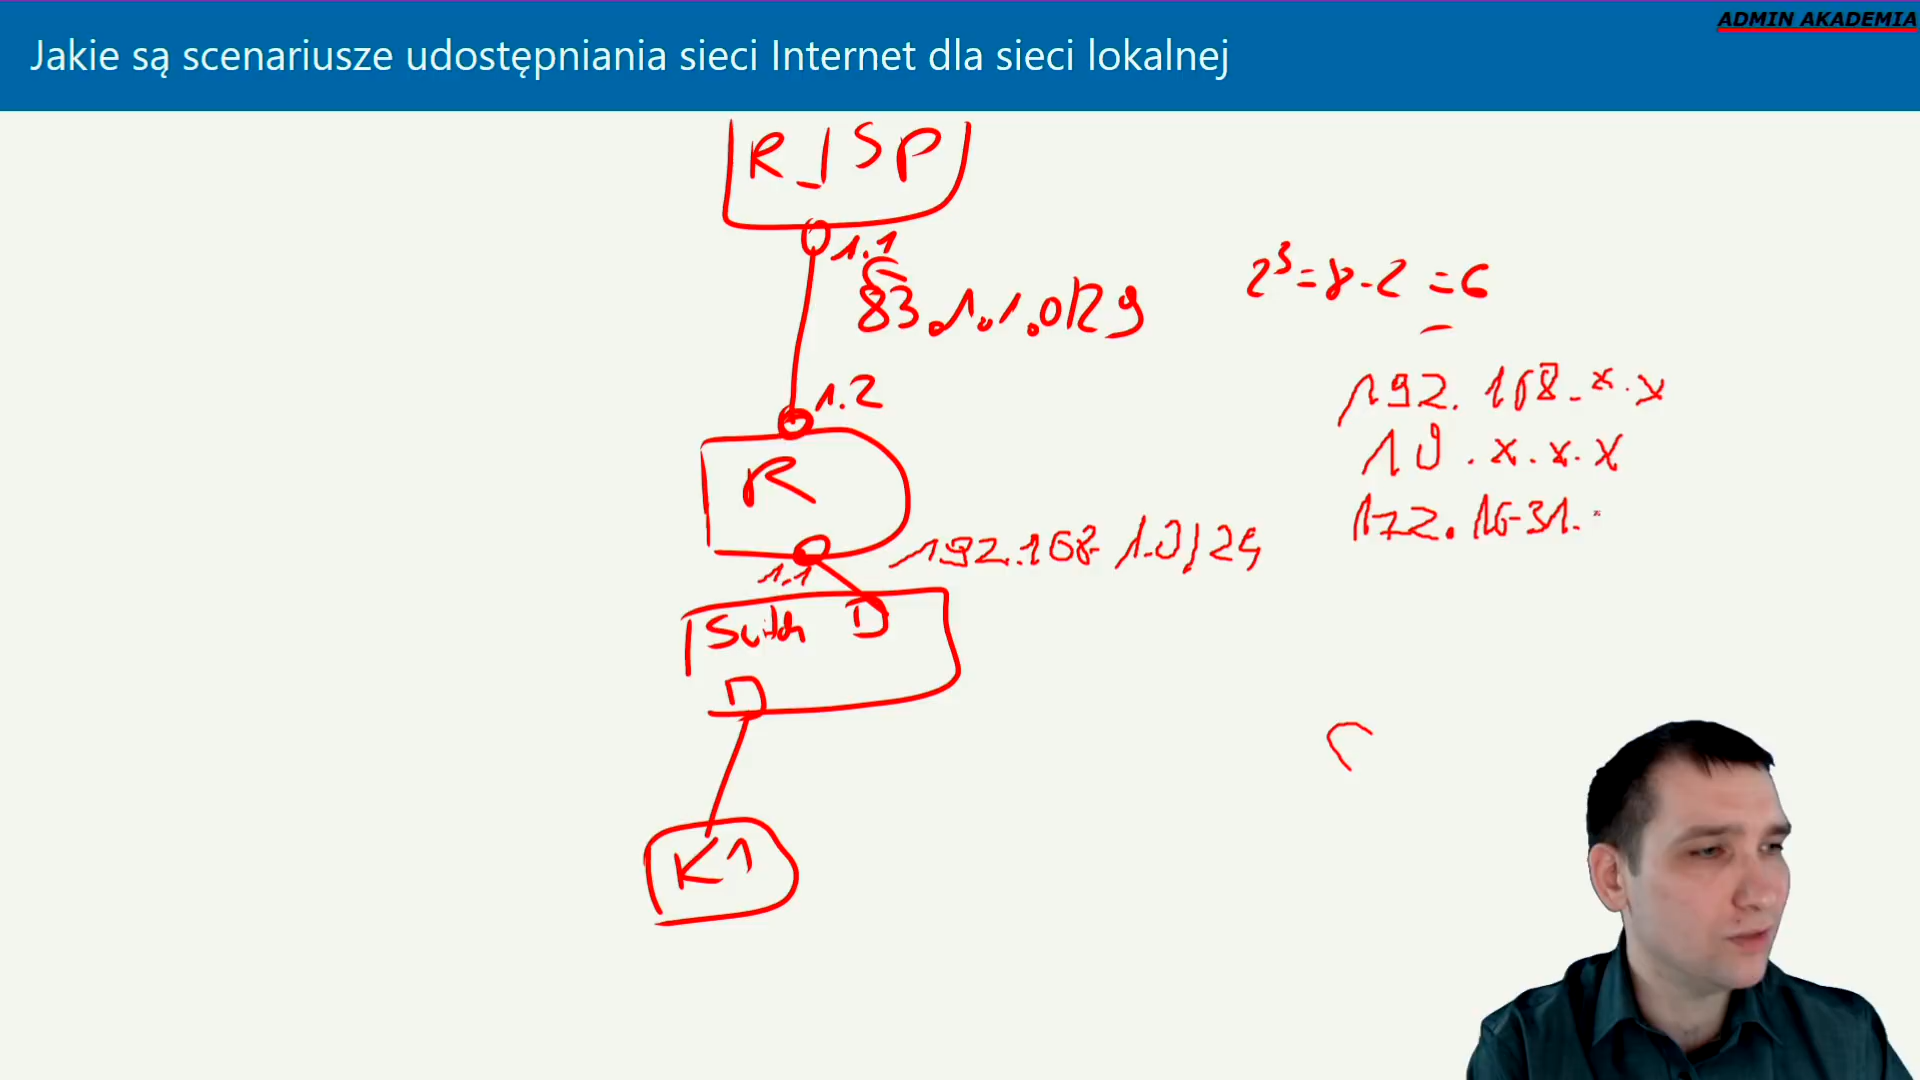 ADMIN AKADEMIA
Jakie są scenariusze udostępniania sieci Internet dla sieci lokalnej
R_ISP
1.1
83.1.1.0/29
2³=8-2=6
192.168.x.x
1.2
10.x.x.x
R
172.16-31.
192.168.1.0/24
1.1
Switch
K1